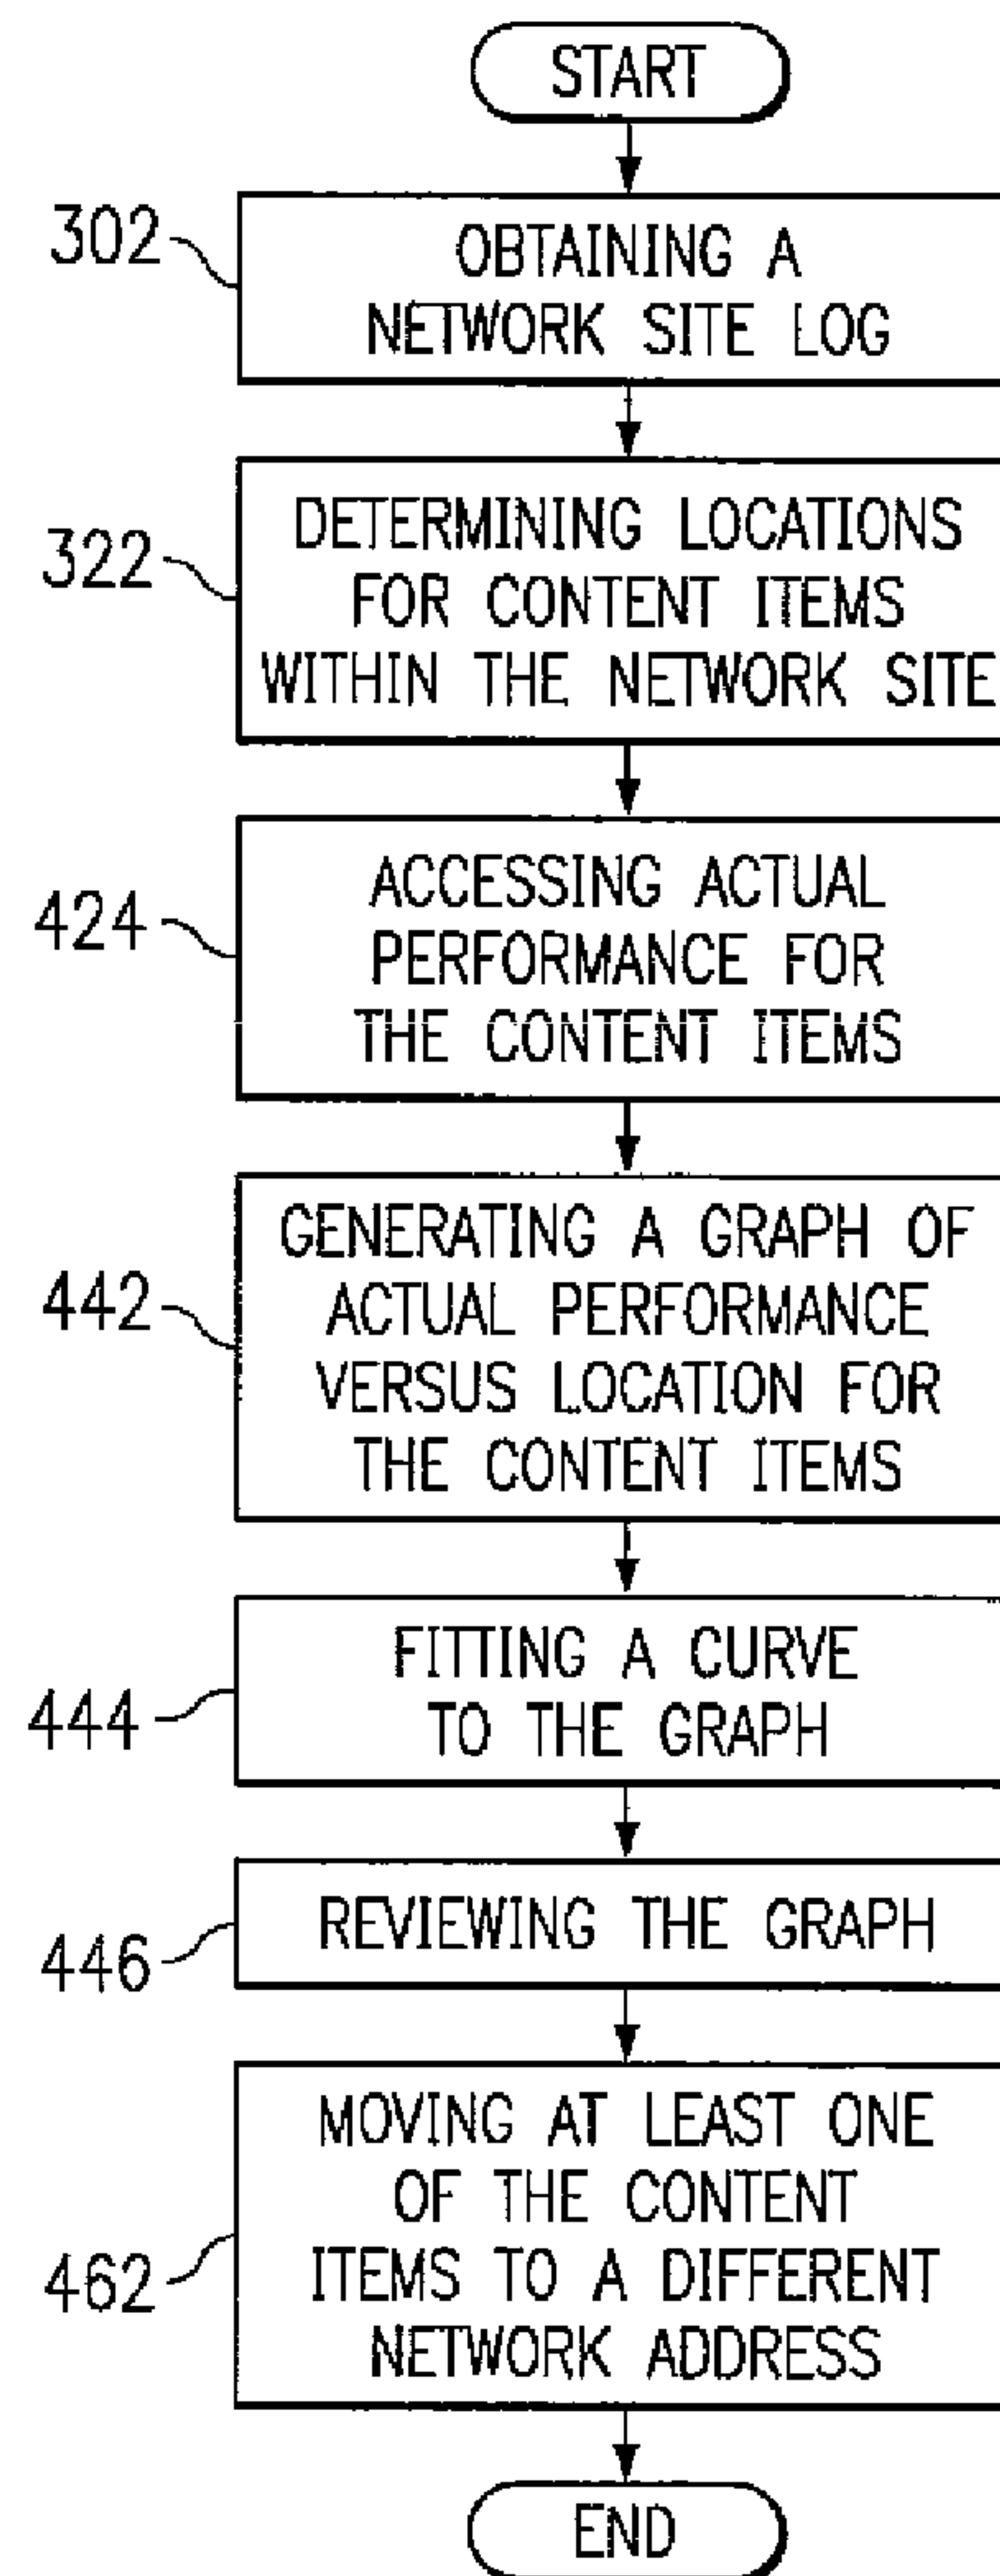 START
302
OBTAINING A
NETWORK SITE LOG
322
DETERMINING LOCATIONS
FOR CONTENT ITEMS
WITHIN THE NETWORK SITE
424
ACCESSING ACTUAL
PERFORMANCE FOR
THE CONTENT ITEMS
442
GENERATING A GRAPH OF
ACTUAL PERFORMANCE
VERSUS LOCATION FOR
THE CONTENT ITEMS
444
FITTING A CURVE
TO THE GRAPH
446
REVIEWING THE GRAPH
462
MOVING AT LEAST ONE
OF THE CONTENT
ITEMS TO A DIFFERENT
NETWORK ADDRESS
END